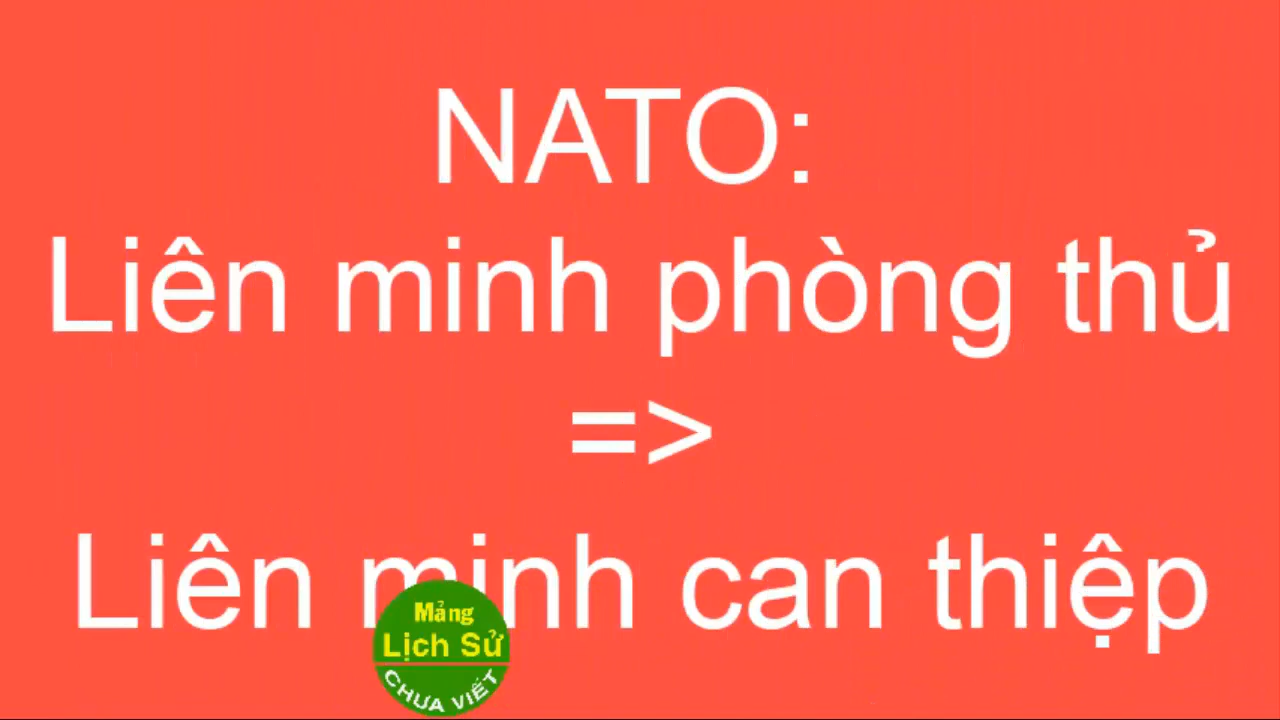 NATO:
Liên minh phòng thủ
=>
Liên minh can thiệp
Mảng
Lịch Sử
CHƯA VIẾT